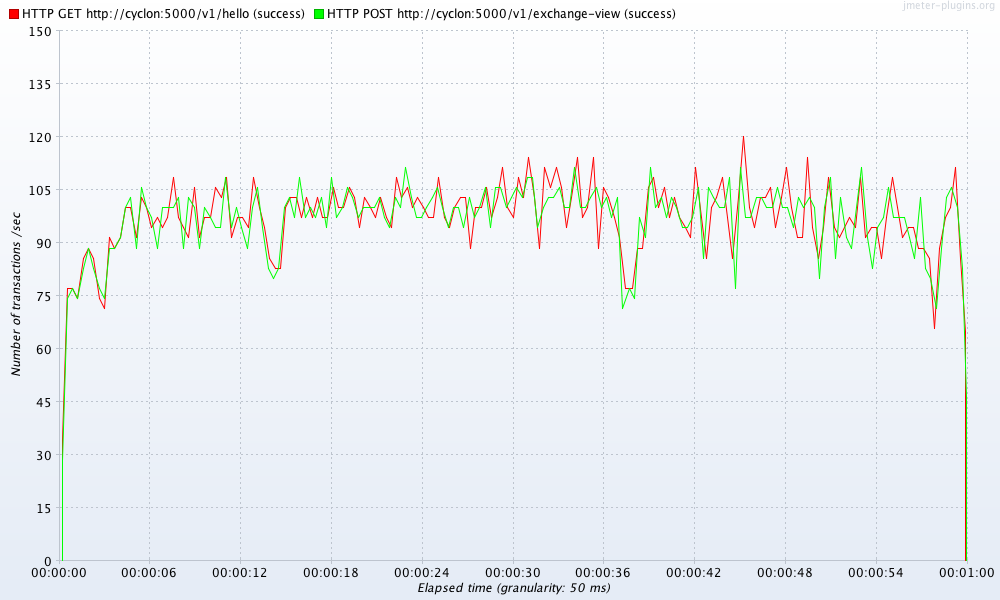 jmeter-plugins.org
HTTP GET http://cyclon:5000/v1/hello (success) HTTP POST http://cyclon:5000/v1/exchange-view (success)
150
135
120
105
90
75
60
45
30
15
0
Number of transactions /sec
00:00:00 00:00:06 00:00:12 00:00:18 00:00:24 00:00:30 00:00:36 00:00:42 00:00:48 00:00:54 00:01:00
Elapsed time (granularity: 50 ms)